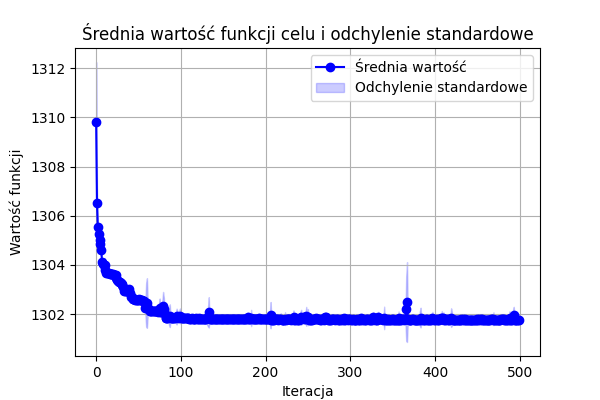 Średnia wartość funkcji celu i odchylenie standardowe
Średnia wartość
Odchylenie standardowe
Wartość funkcji
1312
1310
1308
1306
1304
1302
0 100 200 300 400 500
Iteracja